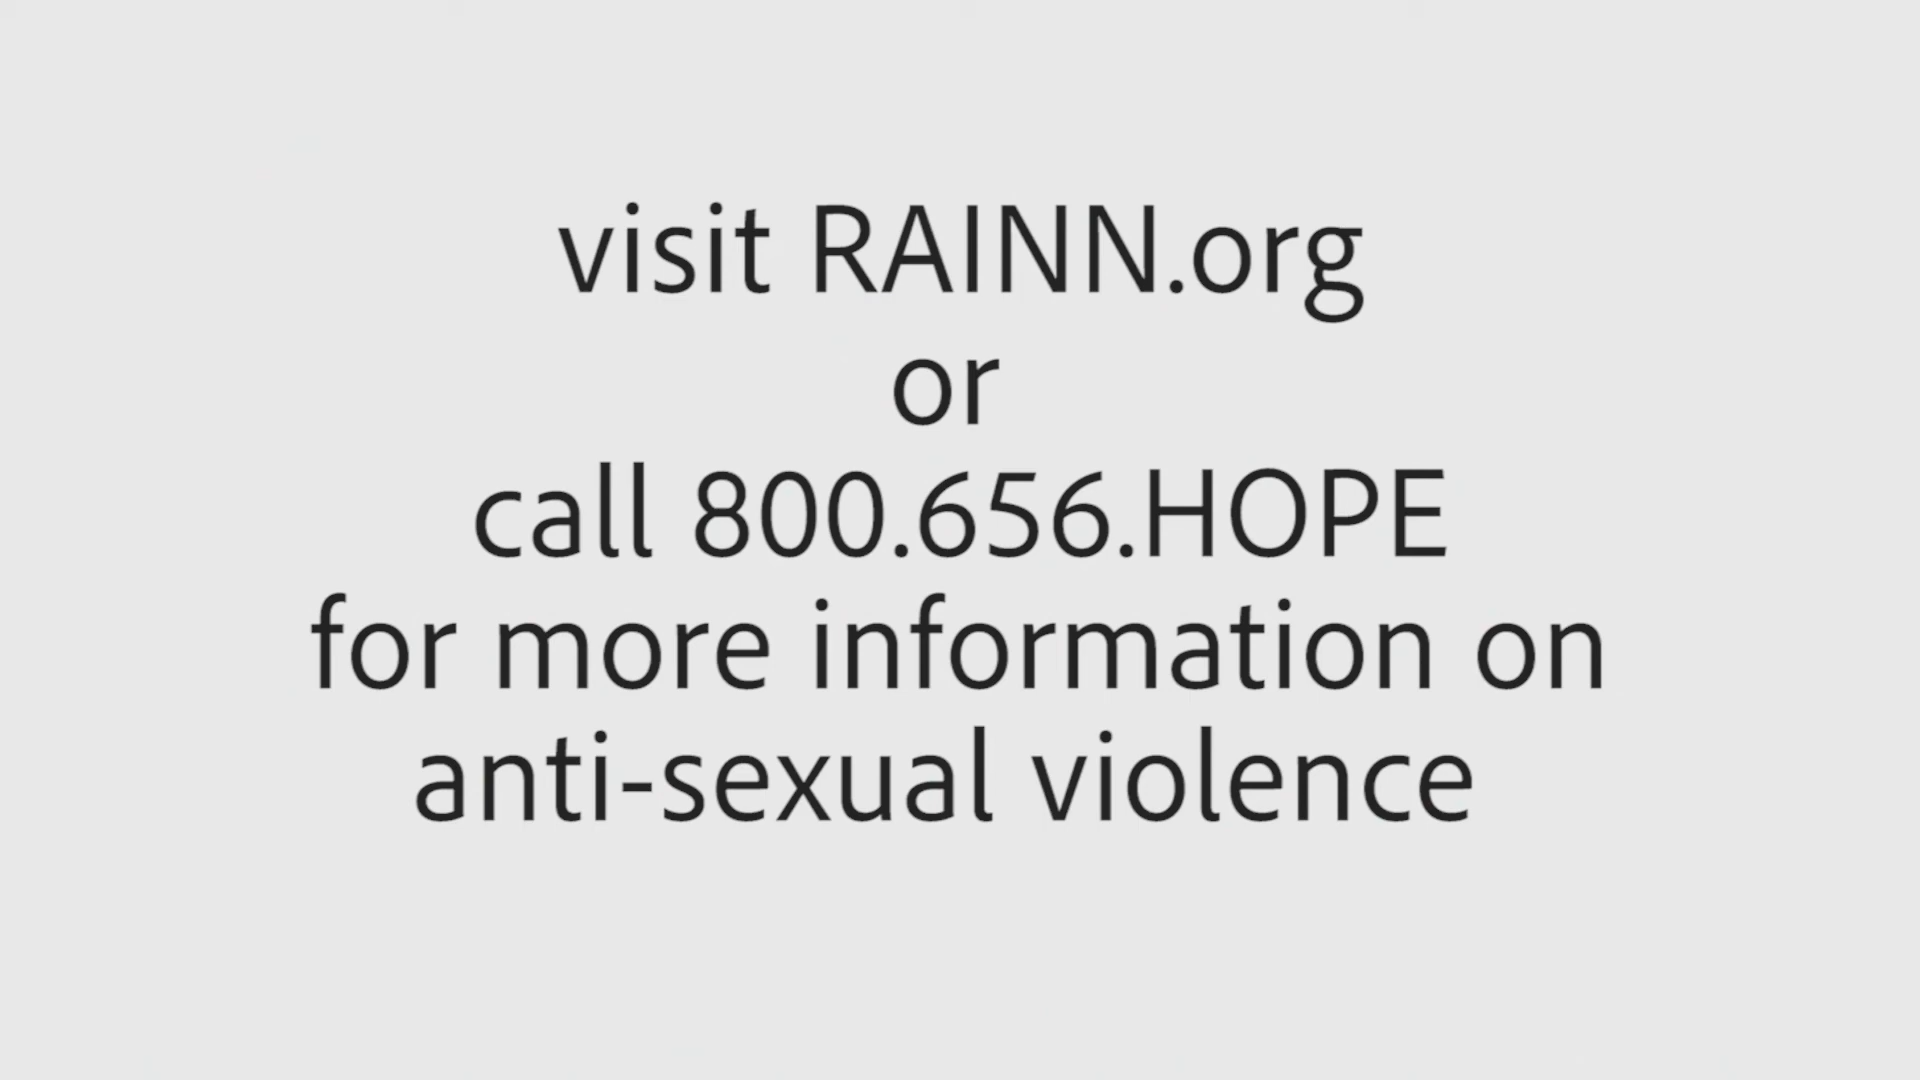 visit RAINN.org
or
call 800.656.HOPE
for more information on
anti-sexual violence